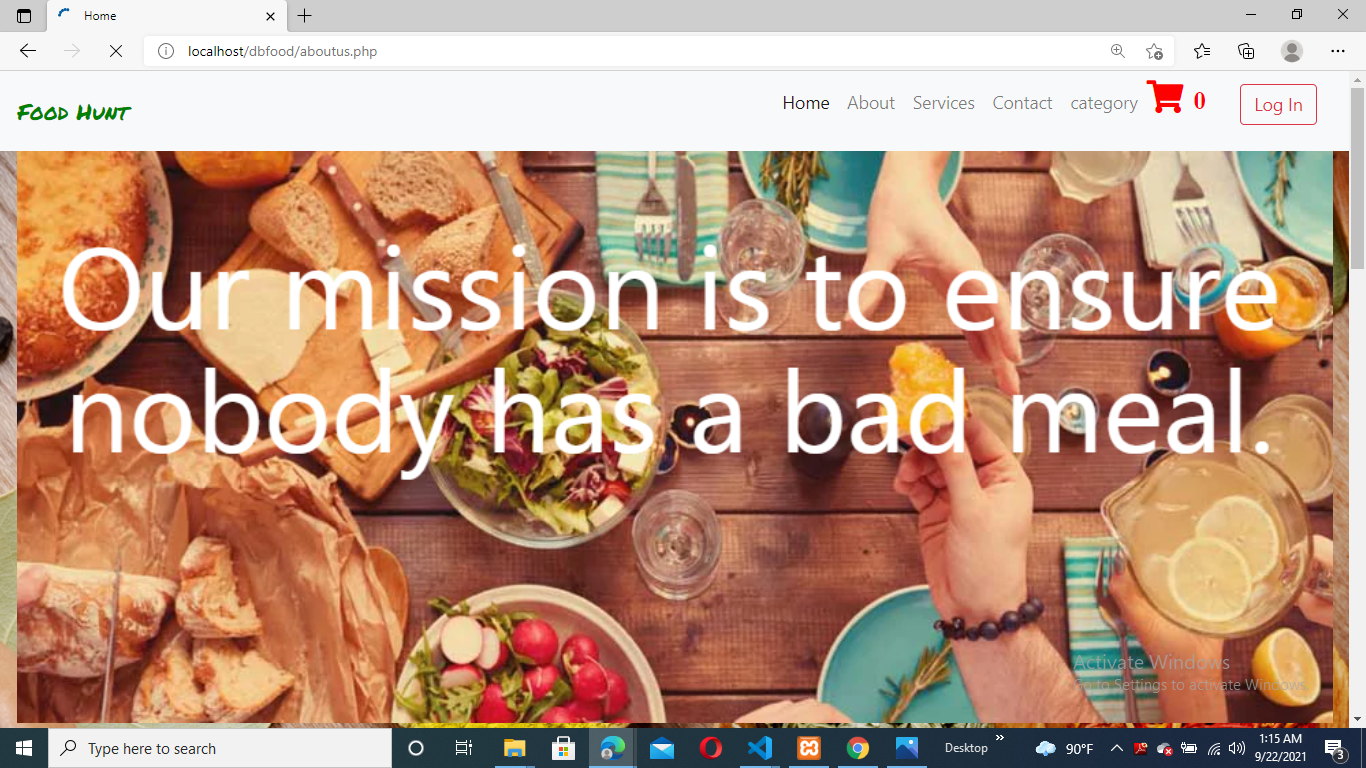 Home
localhost/dbfood/aboutus.php
Food Hunt
Home About Services Contact category 0 Log In
Our mission is to ensure
nobody has a bad meal.
Activate Windows
Go to Settings to activate Windows.
Type here to search
Desktop
90°F
1:15 AM
9/22/2021
3